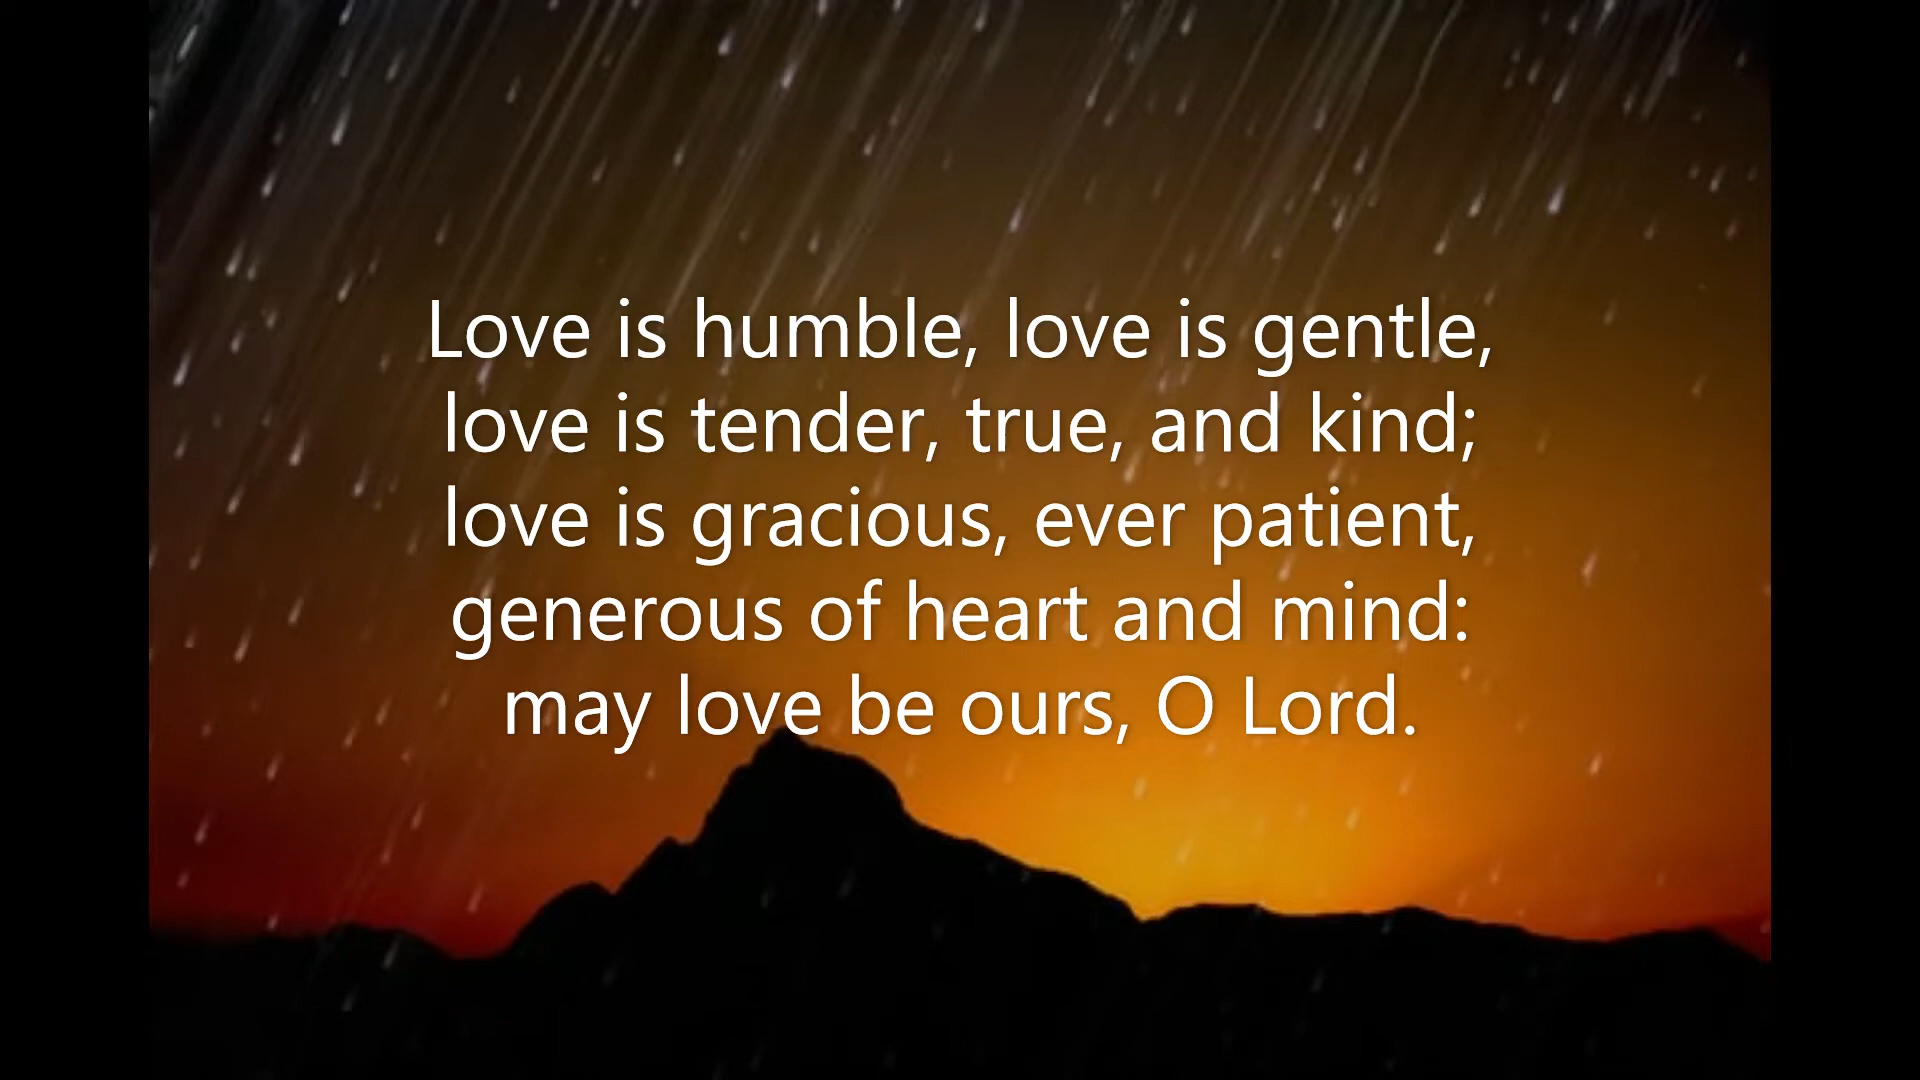 Love is humble, love is gentle,
love is tender, true, and kind;
love is gracious, ever patient,
generous of heart and mind:
may love be ours, O Lord.